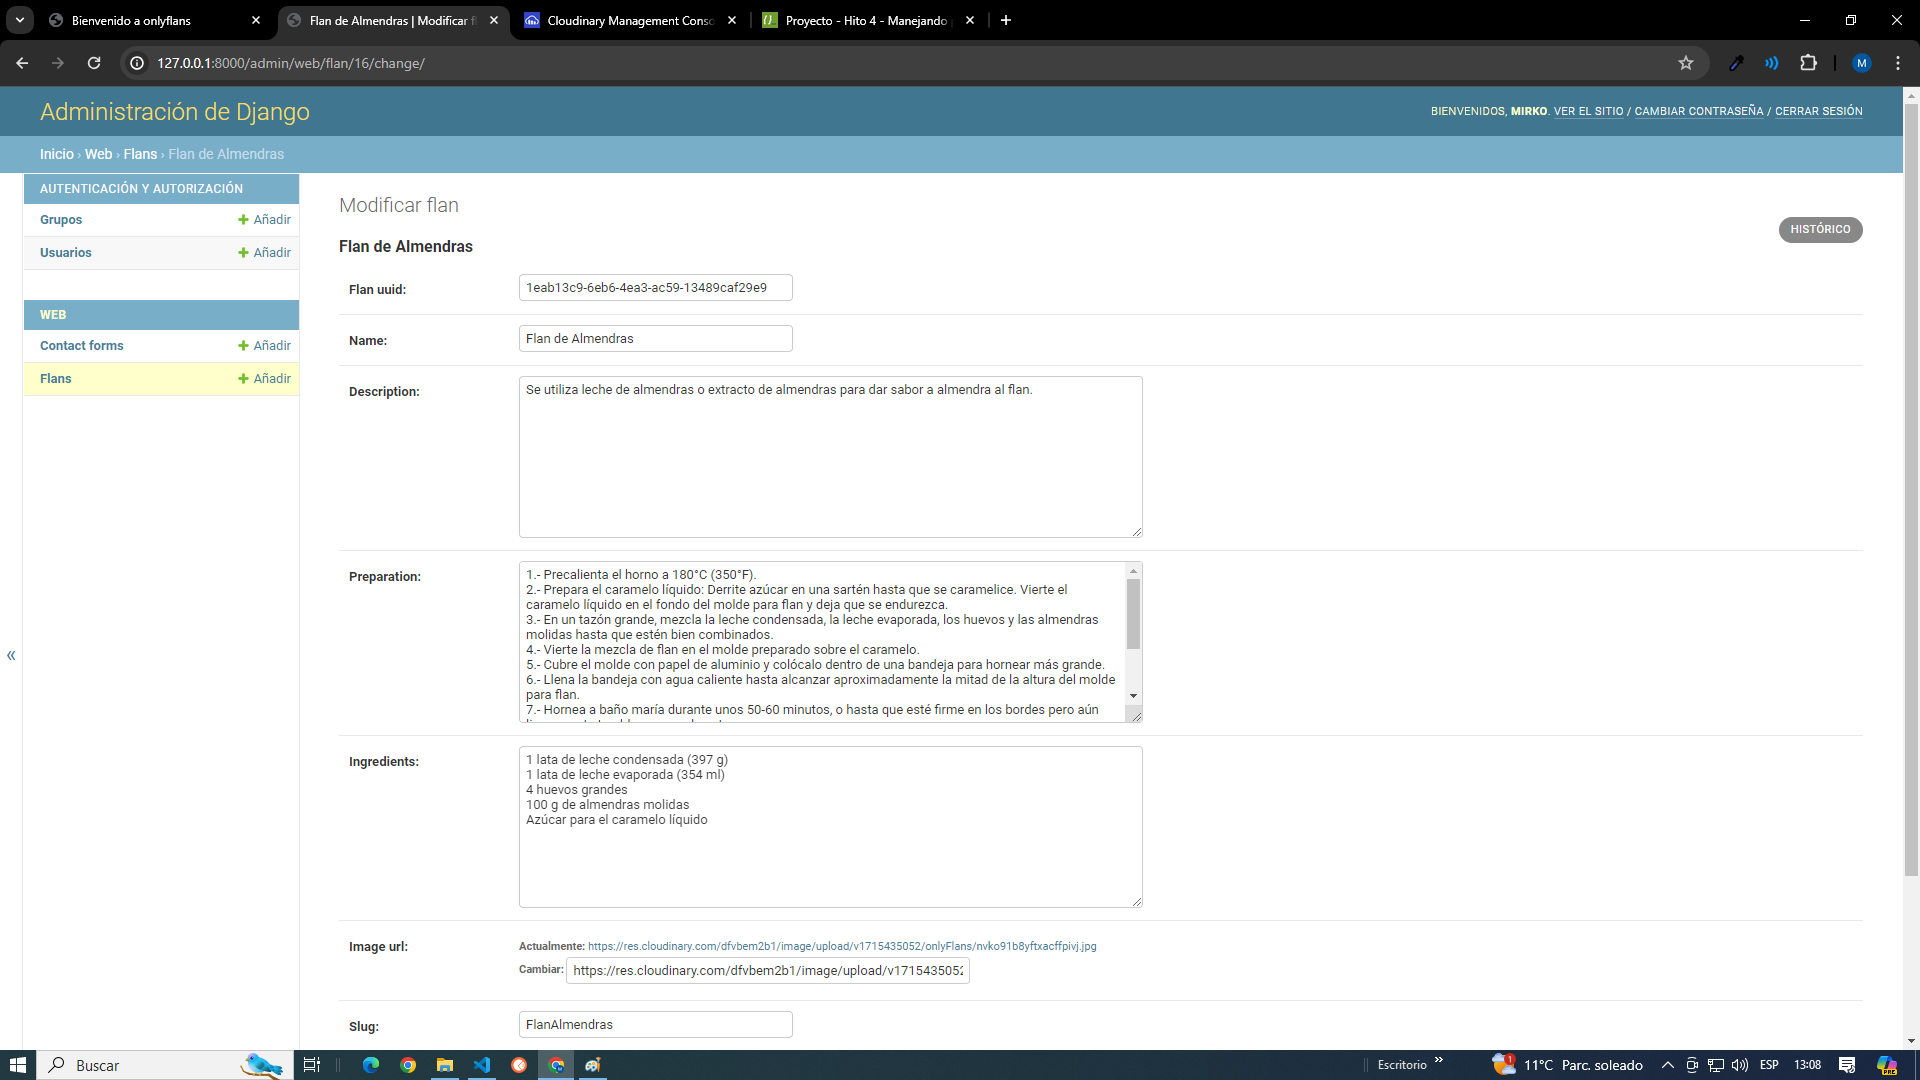 Bienvenido a onlyflans
Flan de Almendras | Modificar fl
Cloudinary Management Conso
Proyecto - Hito 4 - Manejando
127.0.0.1:8000/admin/web/flan/16/change/
M
Administración de Django
BIENVENIDOS, MIRKO. VER EL SITIO / CAMBIAR CONTRASEÑA / CERRAR SESIÓN
Inicio › Web › Flans › Flan de Almendras
AUTENTICACIÓN Y AUTORIZACIÓN
Grupos
Añadir
Usuarios
Añadir
WEB
Contact forms
Añadir
Flans
Añadir
«
Modificar flan
HISTÓRICO
Flan de Almendras
Flan uuid:
1eab13c9-6eb6-4ea3-ac59-13489caf29e9
Name:
Flan de Almendras
Description:
Se utiliza leche de almendras o extracto de almendras para dar sabor a almendra al flan.
Preparation:
1.- Precalienta el horno a 180°C (350°F).
2.- Prepara el caramelo líquido: Derrite azúcar en una sartén hasta que se caramelice. Vierte el
caramelo líquido en el fondo del molde para flan y deja que se endurezca.
3.- En un tazón grande, mezcla la leche condensada, la leche evaporada, los huevos y las almendras
molidas hasta que estén bien combinados.
4.- Vierte la mezcla de flan en el molde preparado sobre el caramelo.
5.- Cubre el molde con papel de aluminio y colócalo dentro de una bandeja para hornear más grande.
6.- Llena la bandeja con agua caliente hasta alcanzar aproximadamente la mitad de la altura del molde
para flan.
7.- Hornea a baño maría durante unos 50-60 minutos, o hasta que esté firme en los bordes pero aún
Ingredients:
1 lata de leche condensada (397 g)
1 lata de leche evaporada (354 ml)
4 huevos grandes
100 g de almendras molidas
Azúcar para el caramelo líquido
Image url:
Actualmente: https://res.cloudinary.com/dfvbem2b1/image/upload/v1715435052/onlyFlans/nvko91b8yftxacffpivj.jpg
Cambiar: https://res.cloudinary.com/dfvbem2b1/image/upload/v1715435052
Slug:
FlanAlmendras
Buscar
Escritorio
1
11°C Parc. soleado
ESP
13:08
PRE